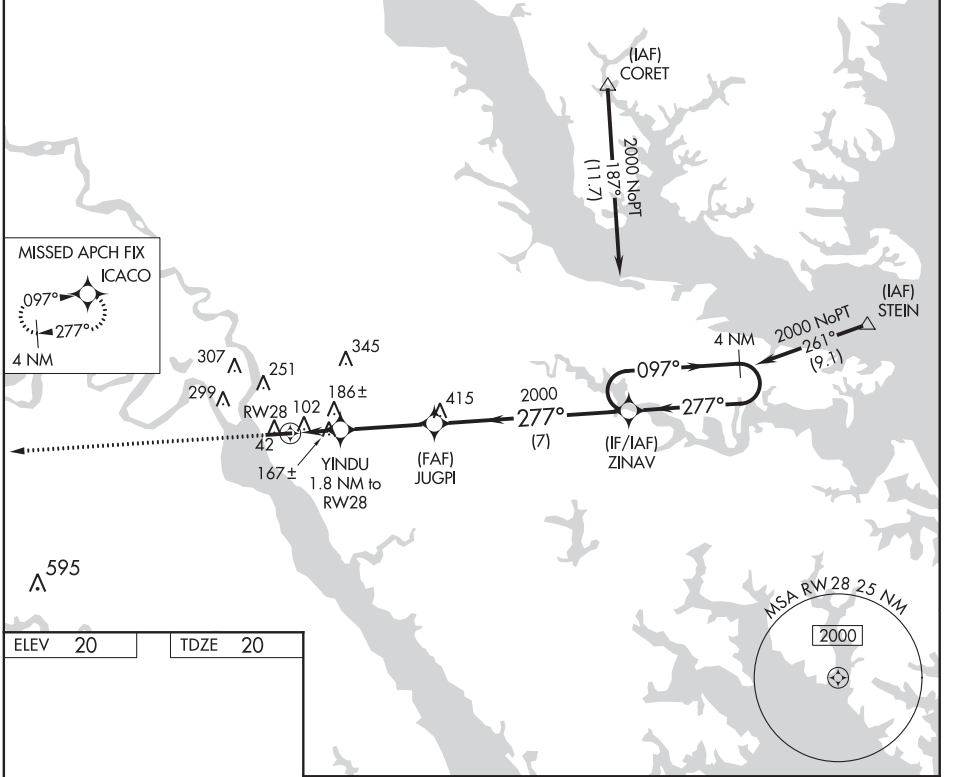 (IAF)
CORET
2000 NoPT
187°
(11.7)
MISSED APCH FIX
ICACO
097°
277°
4 NM
(IAF)
STEIN
2000 NoPT
261°
(9.1)
4 NM
097°
277°
307
251
345
299
186±
415
RW28
102
42
167±
2000
277°
(7)
YINDU
1.8 NM to
RW28
(FAF)
JUGPI
(IF/IAF)
ZINAV
595
MSA RW28 25 NM
2000
ELEV 20
TDZE 20